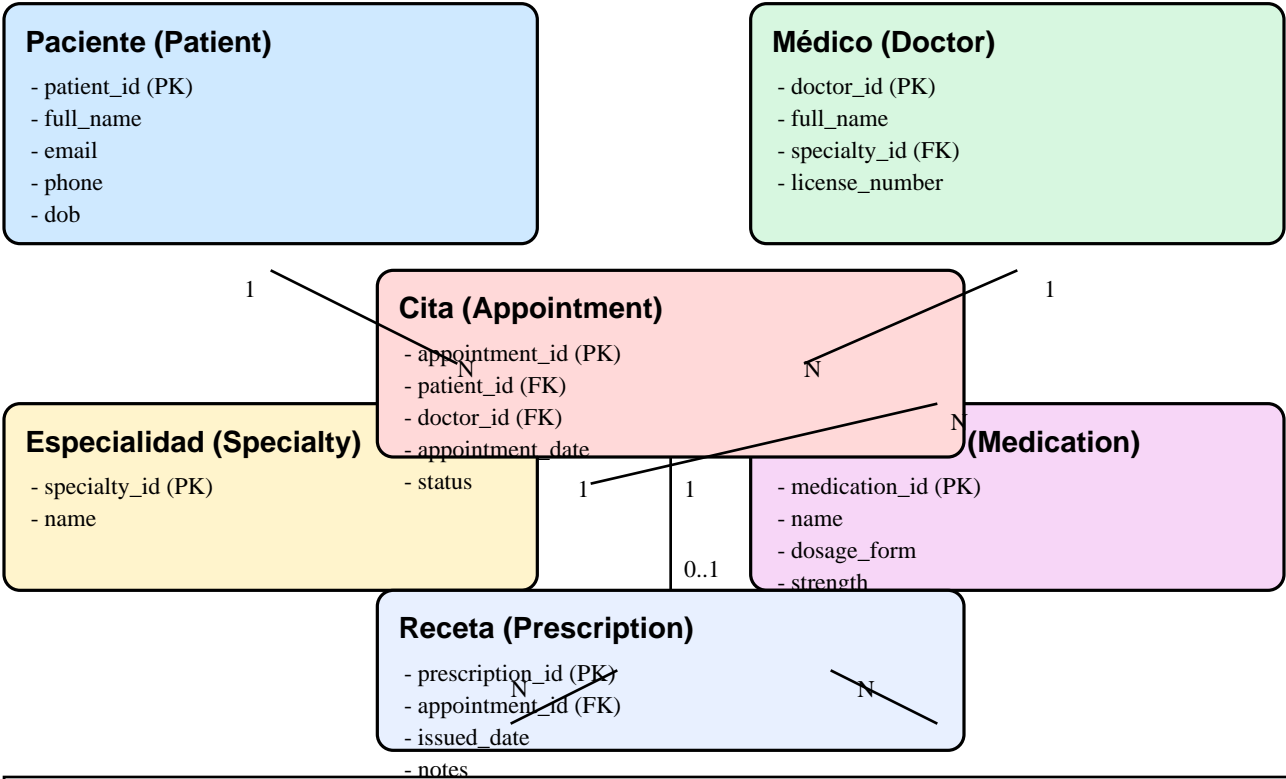 Paciente (Patient)
- patient_id (PK)
- full_name
- email
- phone
- dob
Médico (Doctor)
- doctor_id (PK)
- full_name
- specialty_id (FK)
- license_number
1
1
Cita (Appointment)
- appointment_id (PK)
- patient_id (FK)
- doctor_id (FK)
- appointment_date
- status
N
N
Especialidad (Specialty)
- specialty_id (PK)
- name
N
(Medication)
- medication_id (PK)
- name
- dosage_form
- strength
1
1
0..1
Receta (Prescription)
- prescription_id (PK)
- appointment_id (FK)
- issued_date
- notes
N
N